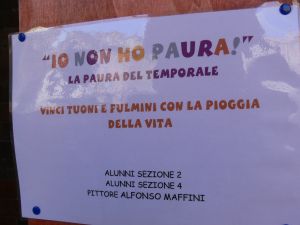 "IO NON HO PAURA!"
LA PAURA DEL TEMPORALE
VINCI TUONI E FULMINI CON LA PIOGGIA
DELLA VITA
ALUNNI SEZIONE 2
ALUNNI SEZIONE 4
PITTORE ALFONSO MAFFINI